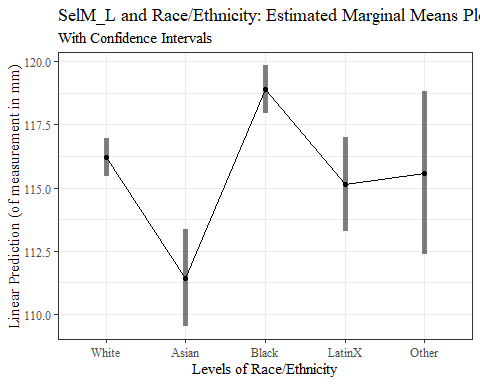 SelM_L and Race/Ethnicity: Estimated Marginal Means Pl
With Confidence Intervals
Linear Prediction (of measurement in mm)
120.0
117.5
115.0
112.5
110.0
White Asian Black LatinX Other
Levels of Race/Ethnicity